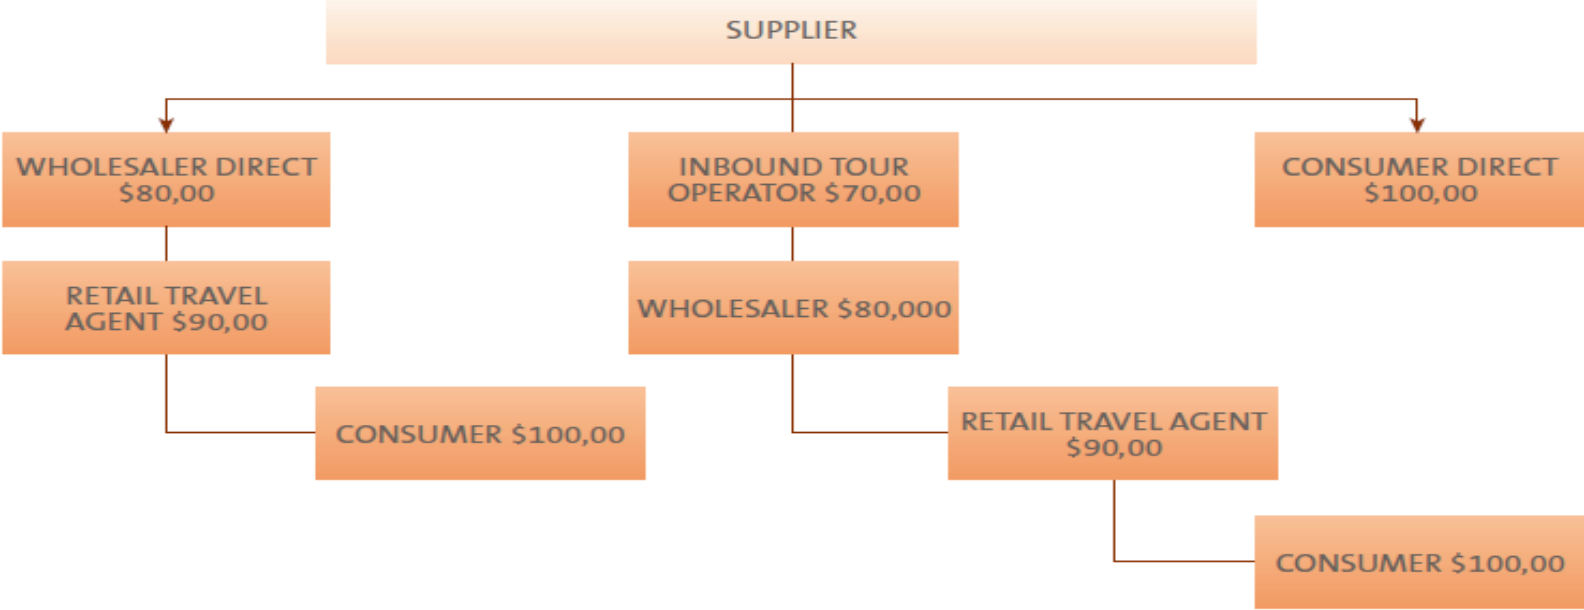 SUPPLIER
WHOLESALER DIRECT
$80,00
INBOUND TOUR
OPERATOR $70,00
CONSUMER DIRECT
$100,00
RETAIL TRAVEL
AGENT $90,00
WHOLESALER $80,000
CONSUMER $100,00
RETAIL TRAVEL AGENT
$90,00
CONSUMER $100,00